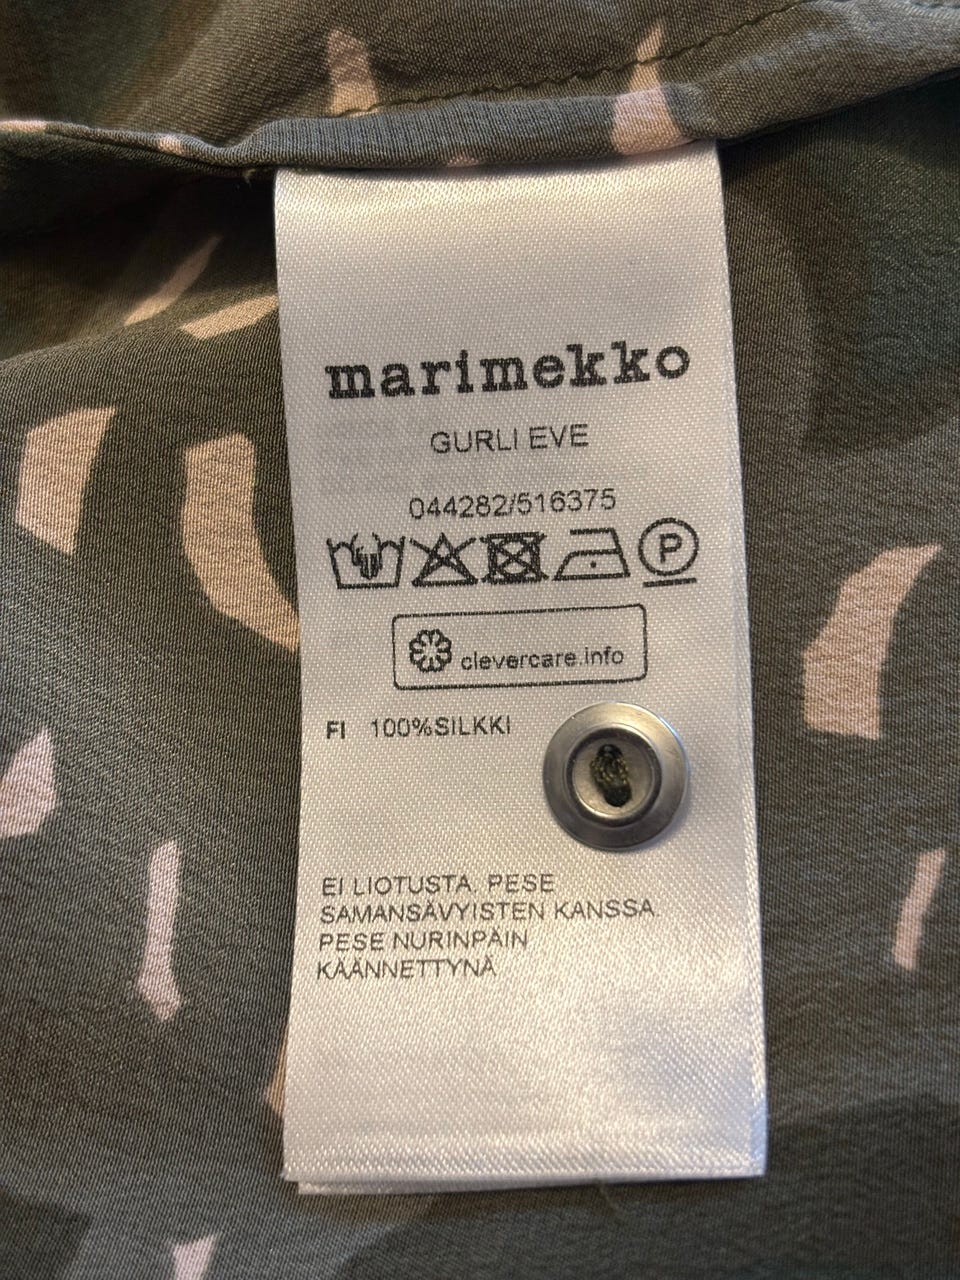 marimekko
GURLI EVE
044282/516375
P
clevercare.info
FI 100%SILKKI
EI LIOTUSTA. PESE
SAMANSÄVYISTEN KANSSA.
PESE NURINPÄIN
KÄÄNNETTYNÄ